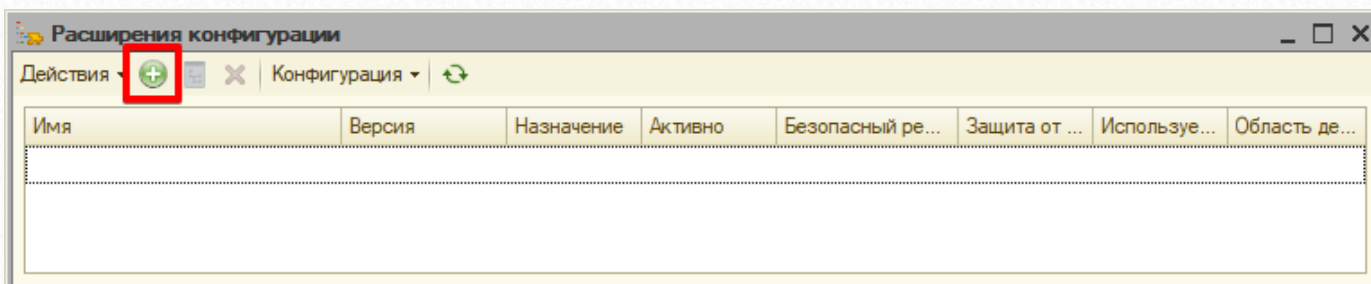 Расширения конфигурации
Действия Конфигурация
Имя Версия Назначение Активно Безопасный ре... Защита от ... Используе... Область де...